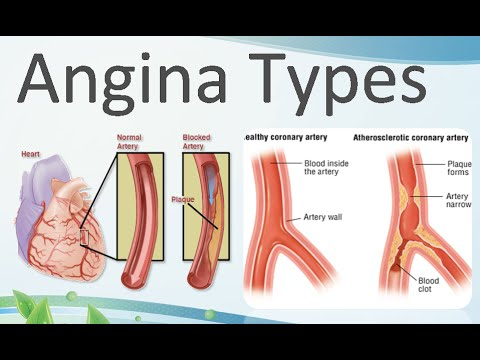 Angina Types
Heart
Normal
Artery
Blocked
Artery
Plaque
ealthy coronary artery
Blood inside
the artery
Artery wall
Atherosclerotic coronary artery
Plaque
forms
Artery
narrow
Blood
clot